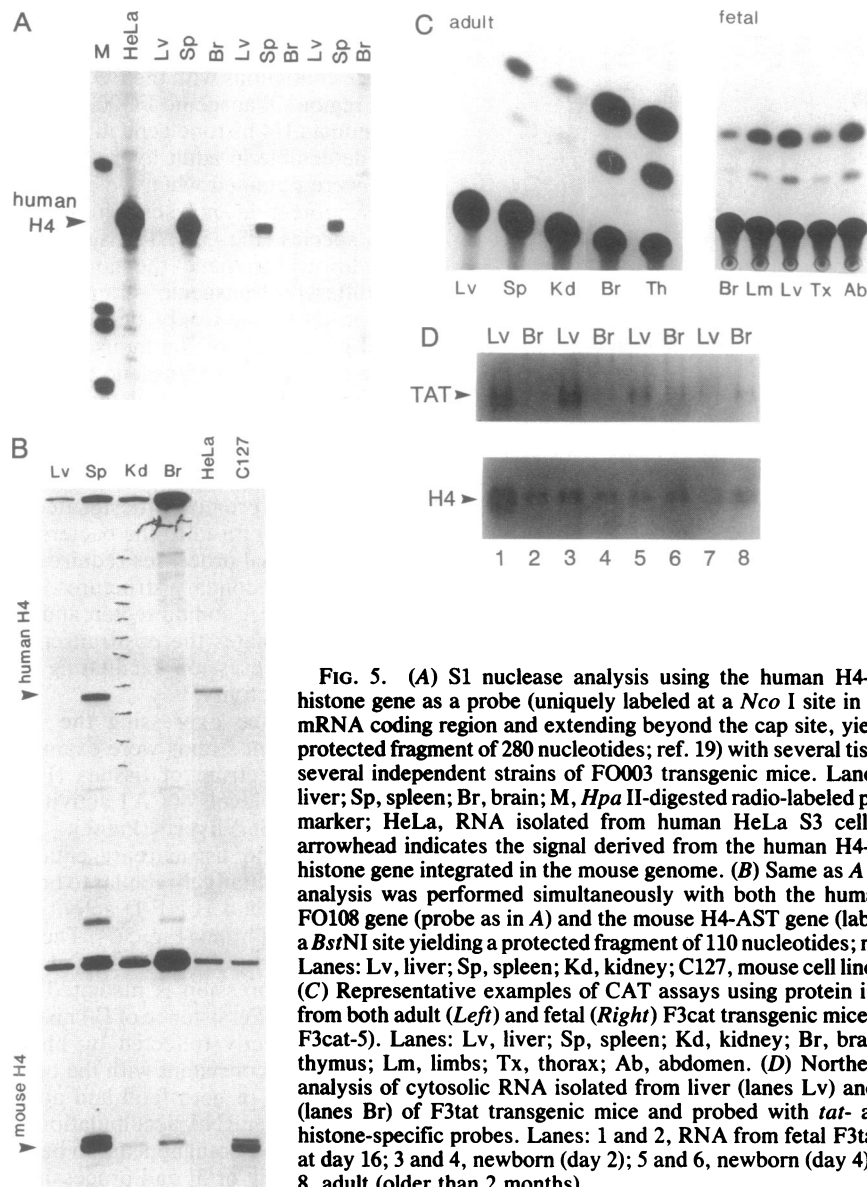 A
M HeLa Lv Sp Br Lv Sp Br Lv Sp Br
human
H4
C adult fetal
Lv Sp Kd Br Th
Br Lm Lv Tx Ab
D Lv Br Lv Br Lv Br Lv Br
TAT
H4
1 2 3 4 5 6 7 8
B
Lv Sp Kd Br HeLa C127
human H4
mouse H4
FIG. 5. (A) S1 nuclease analysis using the human H4-
histone gene as a probe (uniquely labeled at a Nco I site in
mRNA coding region and extending beyond the cap site, yie
protected fragment of 280 nucleotides; ref. 19) with several tis
several independent strains of FO003 transgenic mice. Lane
liver; Sp, spleen; Br, brain; M, Hpa II-digested radio-labeled p
marker; HeLa, RNA isolated from human HeLa S3 cell
arrowhead indicates the signal derived from the human H4-
histone gene integrated in the mouse genome. (B) Same as A
analysis was performed simultaneously with both the huma
FO108 gene (probe as in A) and the mouse H4-AST gene (lab
a BstNI site yielding a protected fragment of 110 nucleotides; r
Lanes: Lv, liver; Sp, spleen; Kd, kidney; C127, mouse cell line
(C) Representative examples of CAT assays using protein i
from both adult (Left) and fetal (Right) F3cat transgenic mice
F3cat-5). Lanes: Lv, liver; Sp, spleen; Kd, kidney; Br, bra
thymus; Lm, limbs; Tx, thorax; Ab, abdomen. (D) Norther
analysis of cytosolic RNA isolated from liver (lanes Lv) and
(lanes Br) of F3tat transgenic mice and probed with tat- a
histone-specific probes. Lanes: 1 and 2, RNA from fetal F3ta
at day 16; 3 and 4, newborn (day 2); 5 and 6, newborn (day 4)
8, adult (older than 2 months)